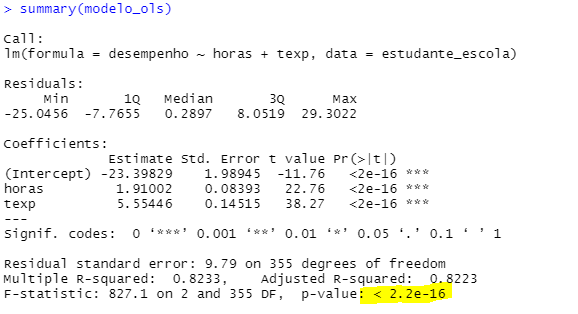 > summary(modelo_ols)
Call:
lm(formula = desempenho ~ horas + texp, data = estudante_escola)
Residuals:
Min 1Q Median 3Q Max
-25.0456 -7.7655 0.2897 8.0519 29.3022
Coefficients:
Estimate Std. Error t value Pr(>|t|)
(Intercept) -23.39829 1.98945 -11.76 <2e-16 ***
horas 1.91002 0.08393 22.76 <2e-16 ***
texp 5.55446 0.14515 38.27 <2e-16 ***
---
Signif. codes: 0 ‘***’ 0.001 ‘**’ 0.01 ‘*’ 0.05 ‘.’ 0.1 ‘ ’ 1
Residual standard error: 9.79 on 355 degrees of freedom
Multiple R-squared: 0.8233, Adjusted R-squared: 0.8223
F-statistic: 827.1 on 2 and 355 DF, p-value: < 2.2e-16